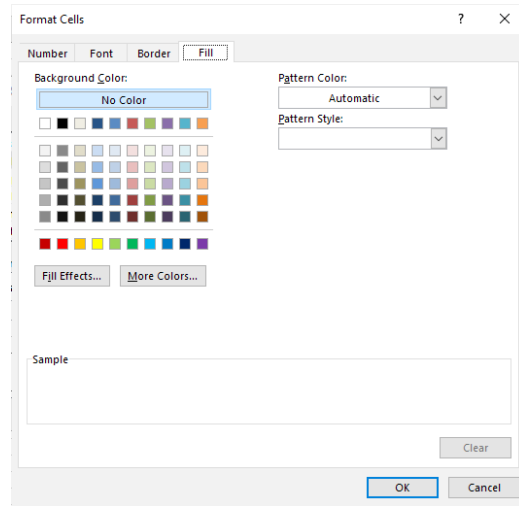 Format Cells ? ×
Number Font Border Fill
Background Color: Pattern Color:
No Color Automatic
Pattern Style:
Fill Effects... More Colors...
Sample
Clear
OK Cancel